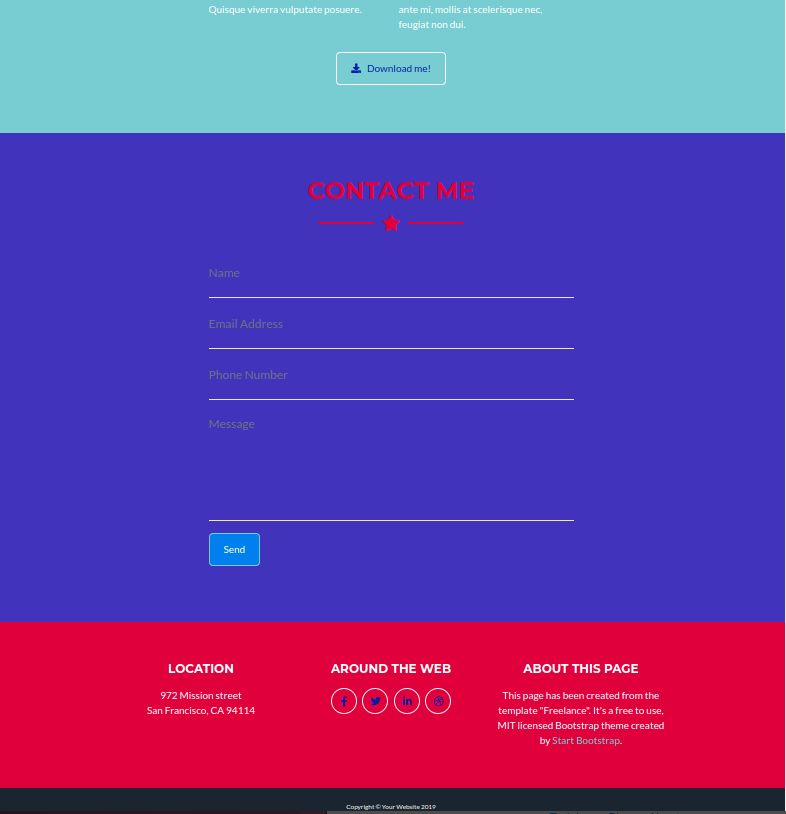 Quisque viverra vulputate posuere.
ante mi, mollis at scelerisque nec,
feugiat non dui.
Download me!
CONTACT ME
Name
Email Address
Phone Number
Message
Send
LOCATION
972 Mission street
San Francisco, CA 94114
AROUND THE WEB
ABOUT THIS PAGE
This page has been created from the
template "Freelance". It's a free to use,
MIT licensed Bootstrap theme created
by Start Bootstrap.
Copyright © Your Website 2019